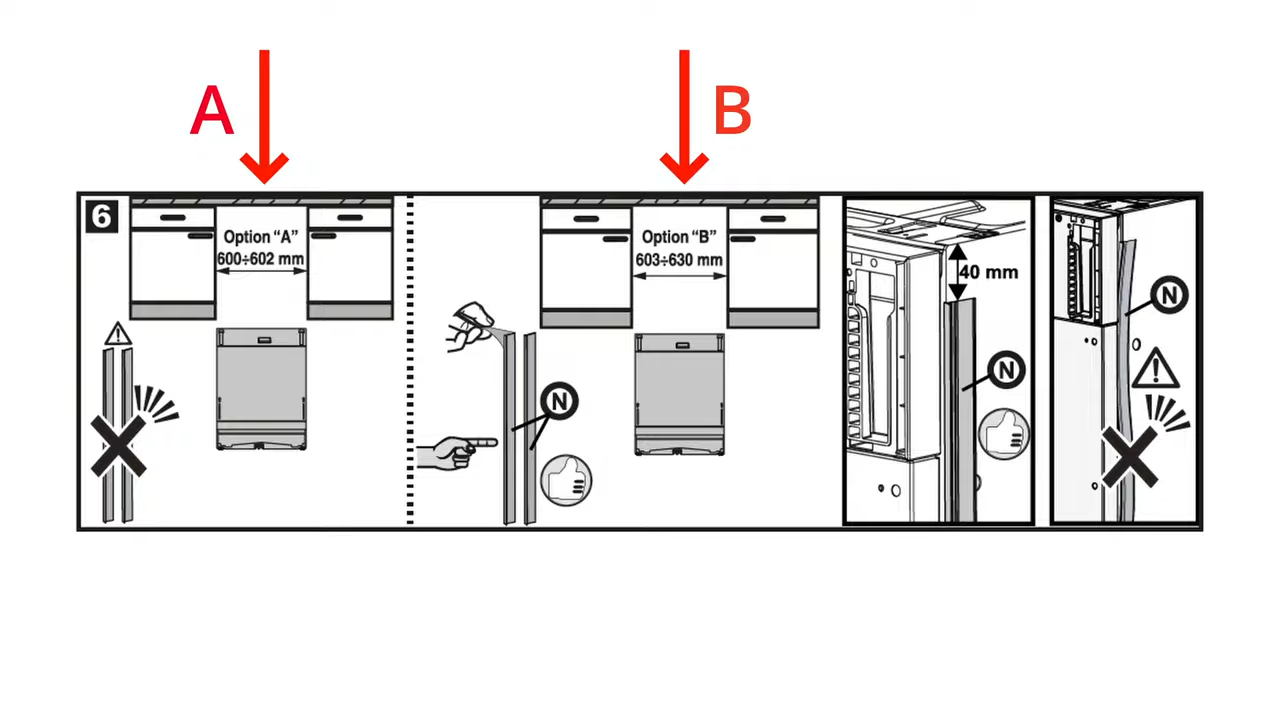 A
B
6
Option “A”
600÷602 mm
Option “B”
603÷630 mm
N
40 mm
N
N